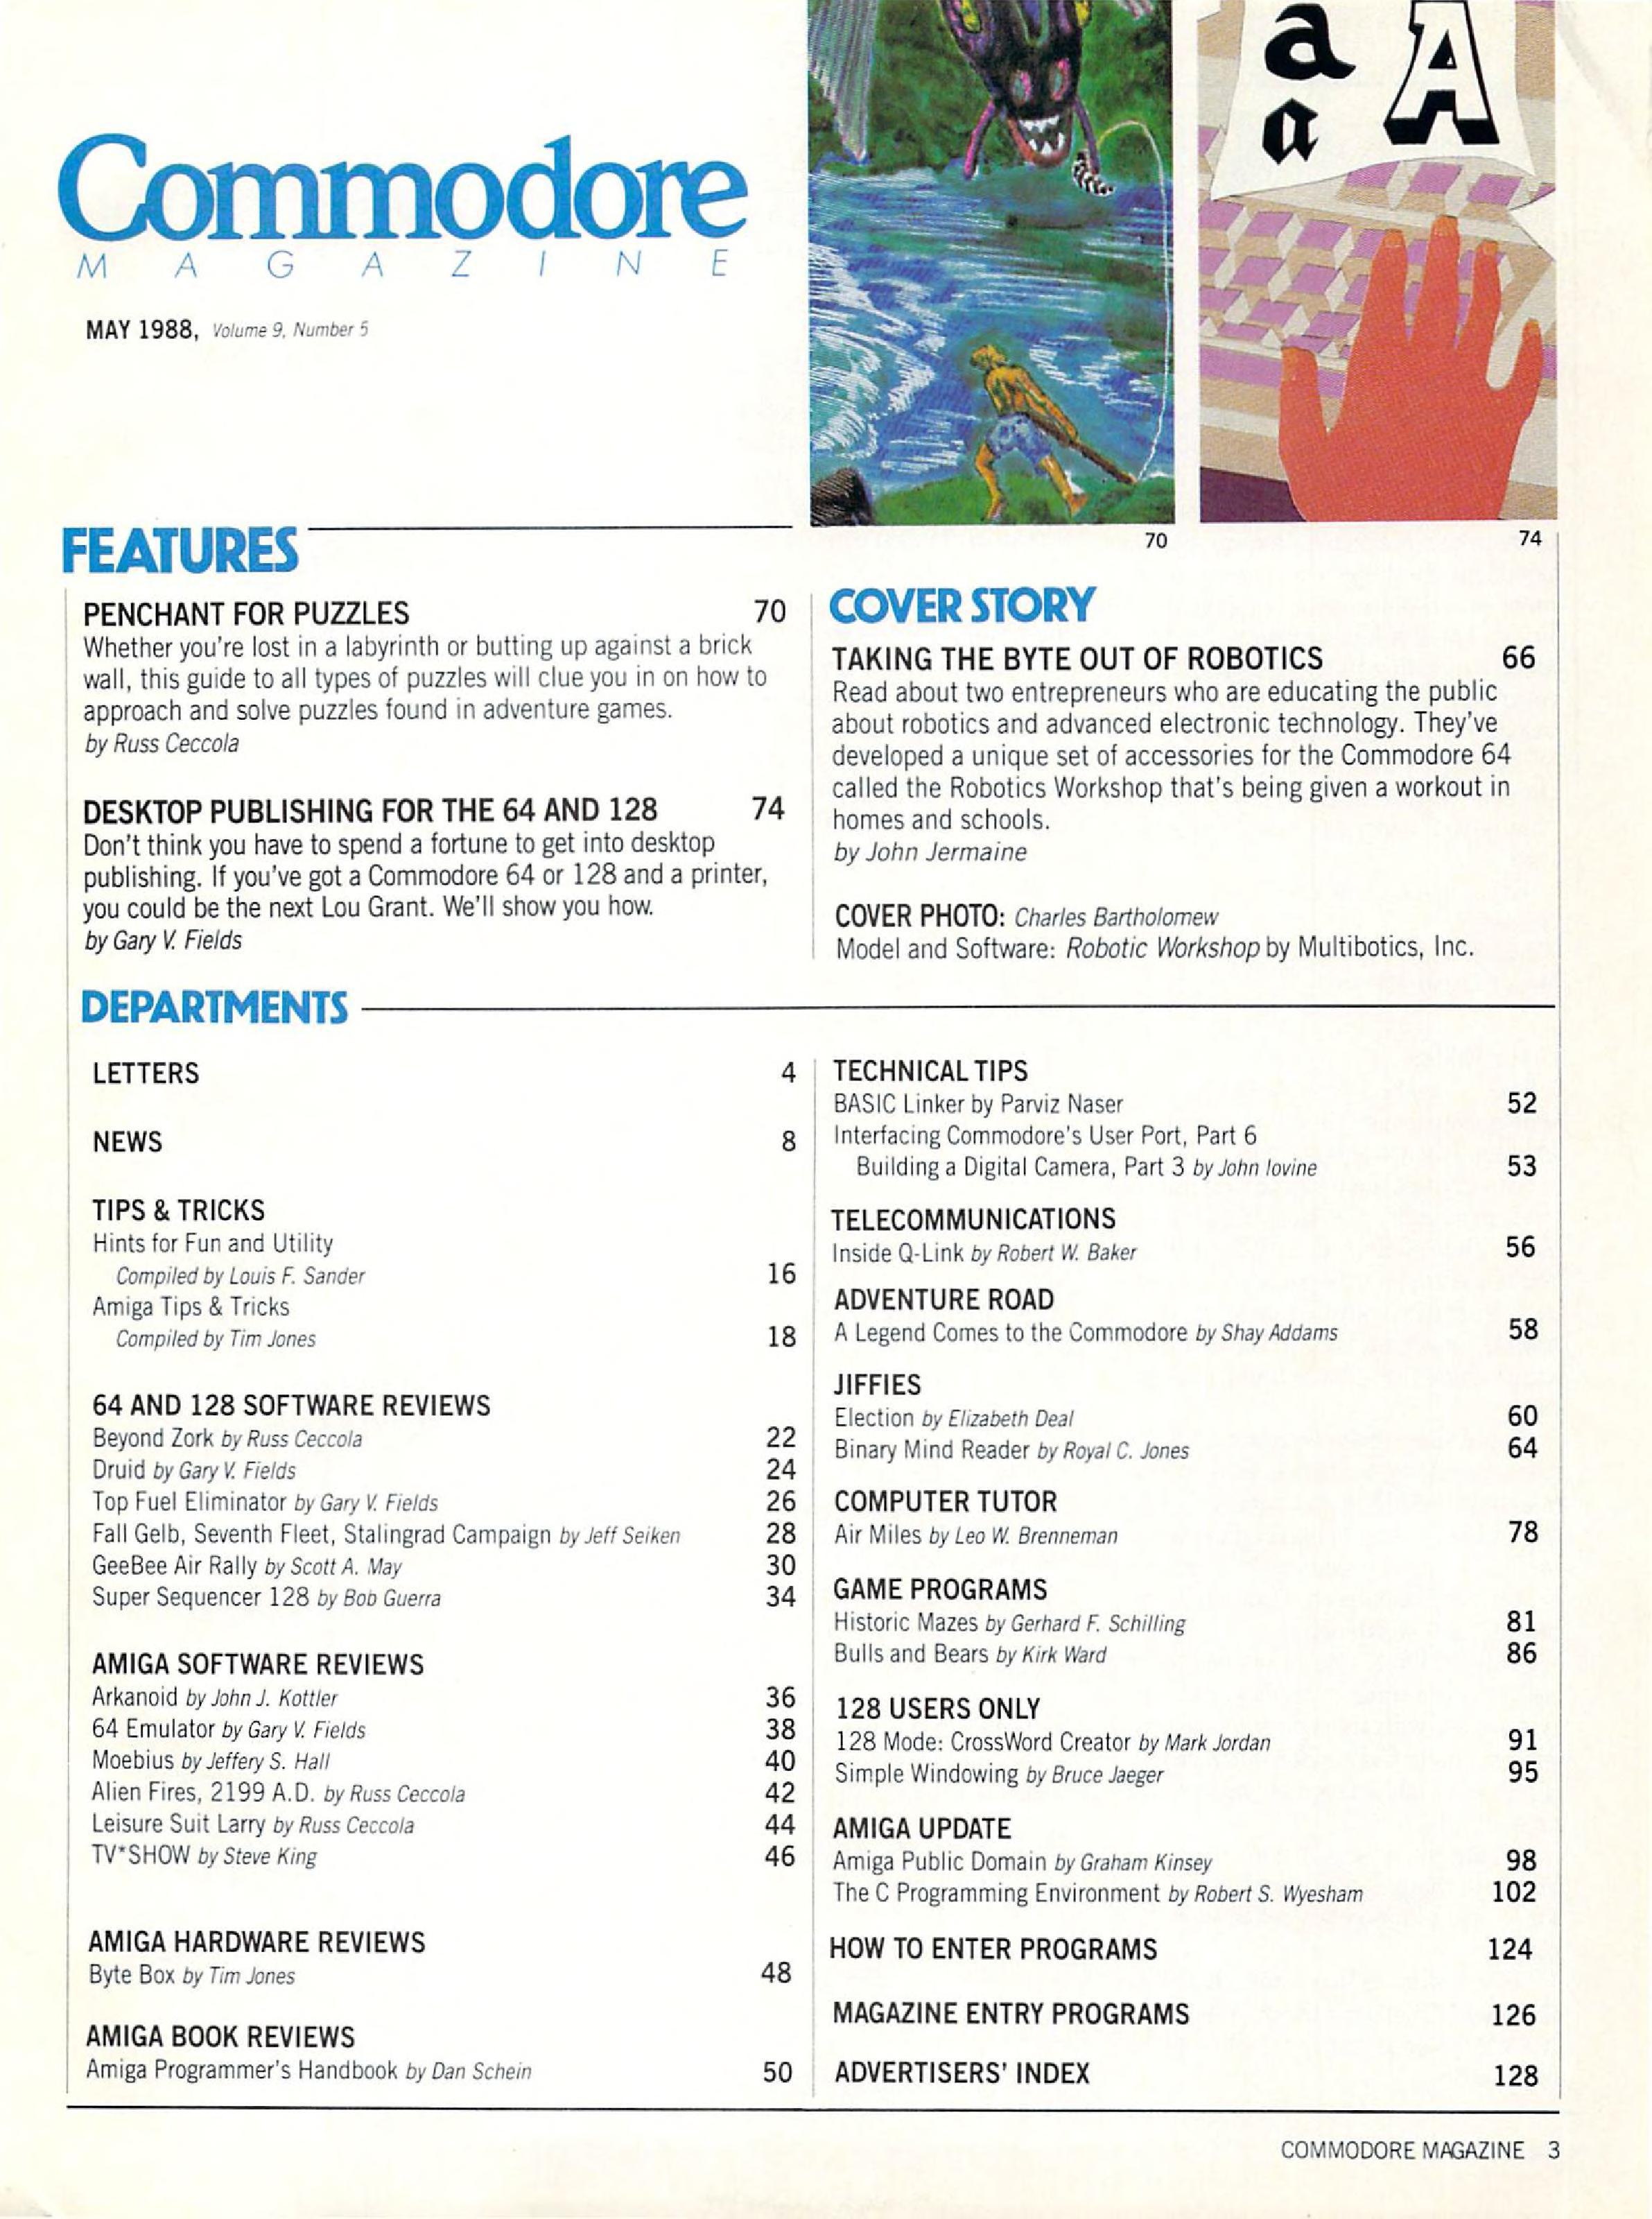 a A
a
Commodore
MAGAZINE
MAY 1988, Volume 9, Number 5
70
74
FEATURES
PENCHANT FOR PUZZLES 70
Whether you're lost in a labyrinth or butting up against a brick
wall, this guide to all types of puzzles will clue you in on how to
approach and solve puzzles found in adventure games.
by Russ Ceccola
DESKTOP PUBLISHING FOR THE 64 AND 128 74
Don't think you have to spend a fortune to get into desktop
publishing. If you've got a Commodore 64 or 128 and a printer,
you could be the next Lou Grant. We'll show you how.
by Gary V. Fields
COVER STORY
TAKING THE BYTE OUT OF ROBOTICS 66
Read about two entrepreneurs who are educating the public
about robotics and advanced electronic technology. They've
developed a unique set of accessories for the Commodore 64
called the Robotics Workshop that's being given a workout in
homes and schools.
by John Jermaine
COVER PHOTO: Charles Bartholomew
Model and Software: Robotic Workshop by Multibotics, Inc.
DEPARTMENTS
LETTERS 4
NEWS 8
TIPS & TRICKS
Hints for Fun and Utility
Compiled by Louis F. Sander 16
Amiga Tips & Tricks
Compiled by Tim Jones 18
64 AND 128 SOFTWARE REVIEWS
Beyond Zork by Russ Ceccola 22
Druid by Gary V. Fields 24
Top Fuel Eliminator by Gary V. Fields 26
Fall Gelb, Seventh Fleet, Stalingrad Campaign by Jeff Seiken 28
GeeBee Air Rally by Scott A. May 30
Super Sequencer 128 by Bob Guerra 34
AMIGA SOFTWARE REVIEWS
Arkanoid by John J. Kottler 36
64 Emulator by Gary V. Fields 38
Moebius by Jeffery S. Hall 40
Alien Fires, 2199 A.D. by Russ Ceccola 42
Leisure Suit Larry by Russ Ceccola 44
TV*SHOW by Steve King 46
AMIGA HARDWARE REVIEWS
Byte Box by Tim Jones 48
AMIGA BOOK REVIEWS
Amiga Programmer's Handbook by Dan Schein 50
TECHNICAL TIPS
BASIC Linker by Parviz Naser 52
Interfacing Commodore's User Port, Part 6
Building a Digital Camera, Part 3 by John Iovine 53
TELECOMMUNICATIONS
Inside Q-Link by Robert W. Baker 56
ADVENTURE ROAD
A Legend Comes to the Commodore by Shay Addams 58
JIFFIES
Election by Elizabeth Deal 60
Binary Mind Reader by Royal C. Jones 64
COMPUTER TUTOR
Air Miles by Leo W. Brenneman 78
GAME PROGRAMS
Historic Mazes by Gerhard F. Schilling 81
Bulls and Bears by Kirk Ward 86
128 USERS ONLY
128 Mode: CrossWord Creator by Mark Jordan 91
Simple Windowing by Bruce Jaeger 95
AMIGA UPDATE
Amiga Public Domain by Graham Kinsey 98
The C Programming Environment by Robert S. Wyesham 102
HOW TO ENTER PROGRAMS 124
MAGAZINE ENTRY PROGRAMS 126
ADVERTISERS' INDEX 128
COMMODORE MAGAZINE 3